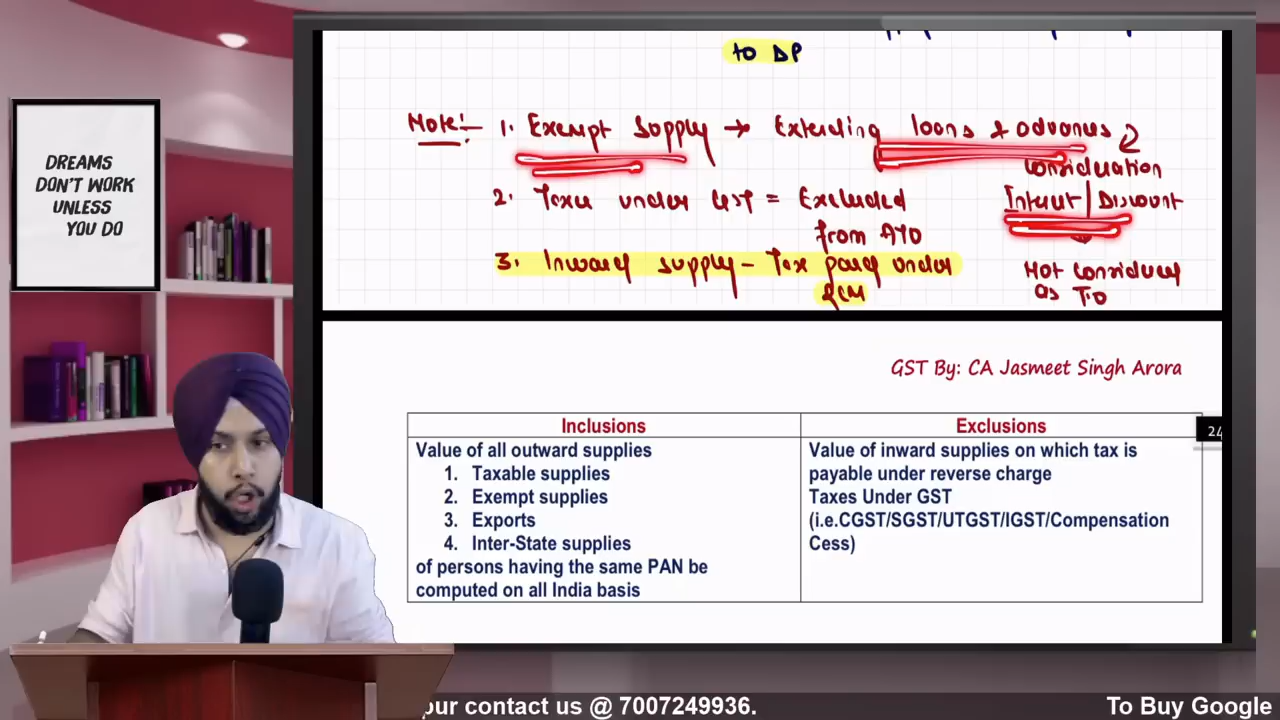 DREAMS
DON'T WORK
UNLESS
YOU DO
to DP
Note:- 1. Exempt Supply → Extending loans & advances
consideration
Interest | Discount
2. Taxes under GST = Excluded
from ATO
Not considered
as T.O
3. Inward supply - Tax paid under
RCM
GST By: CA Jasmeet Singh Arora
24
Inclusions
Value of all outward supplies
1. Taxable supplies
2. Exempt supplies
3. Exports
4. Inter-State supplies
of persons having the same PAN be
computed on all India basis
Exclusions
Value of inward supplies on which tax is
payable under reverse charge
Taxes Under GST
(i.e.CGST/SGST/UTGST/IGST/Compensation
Cess)
contact us @ 7007249936.
To Buy Google